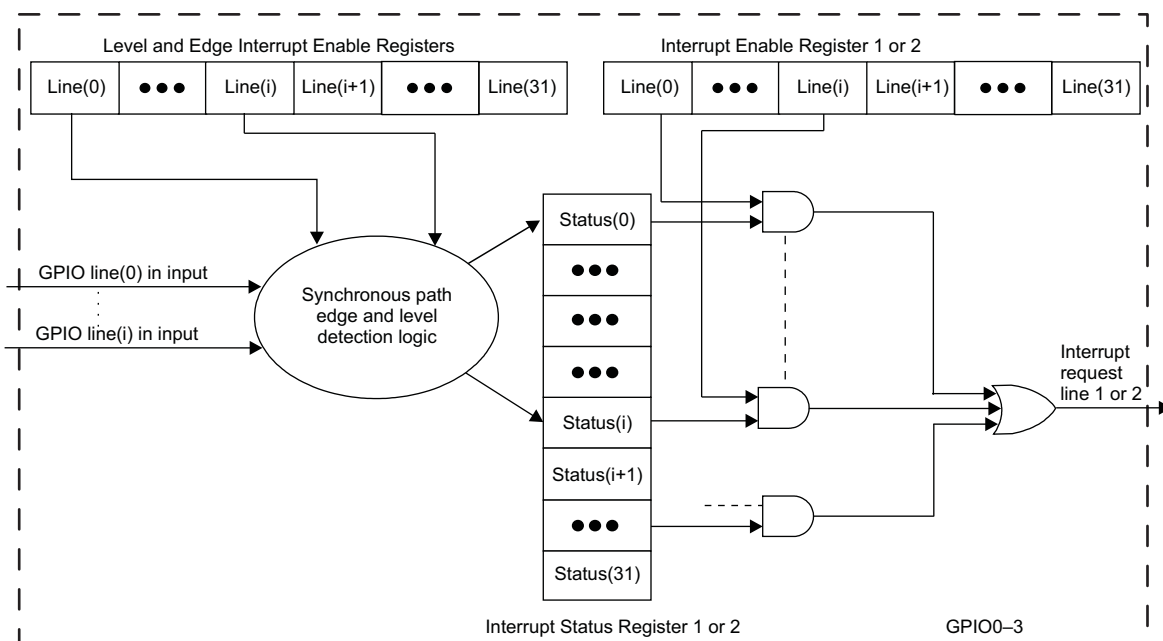 Level and Edge Interrupt Enable Registers
Interrupt Enable Register 1 or 2
Line(0) ●●● Line(i) Line(i+1) ●●● Line(31)
Line(0) ●●● Line(i) Line(i+1) ●●● Line(31)
Status(0)
●●●
●●●
●●●
Status(i)
Status(i+1)
●●●
Status(31)
GPIO line(0) in input
GPIO line(i) in input
Synchronous path
edge and level
detection logic
Interrupt
request
line 1 or 2
Interrupt Status Register 1 or 2
GPIO0–3